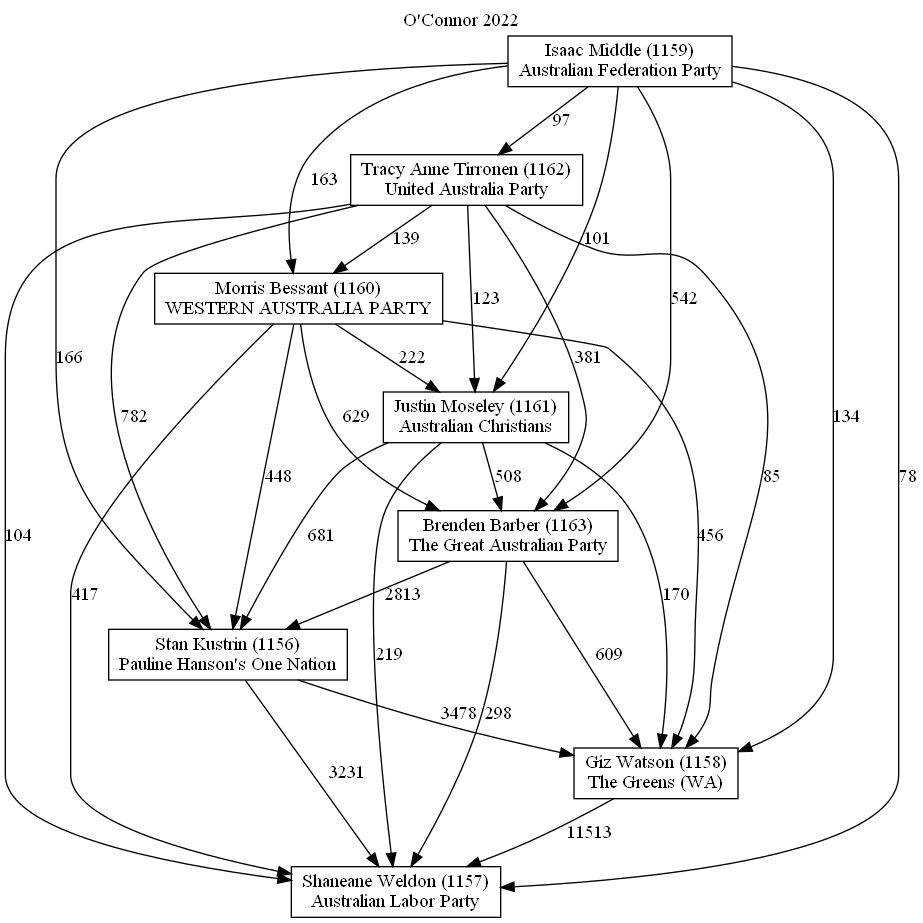 O'Connor 2022
Isaac Middle (1159)
Australian Federation Party
97
Tracy Anne Tirronen (1162)
United Australia Party
163
139
101
Morris Bessant (1160)
WESTERN AUSTRALIA PARTY
123
542
166
222
381
Justin Moseley (1161)
Australian Christians
782
629
134
448
508
85
78
Brenden Barber (1163)
The Great Australian Party
104
681
456
417
2813
170
Stan Kustrin (1156)
Pauline Hanson's One Nation
219
609
3478
298
Giz Watson (1158)
The Greens (WA)
3231
11513
Shaneane Weldon (1157)
Australian Labor Party